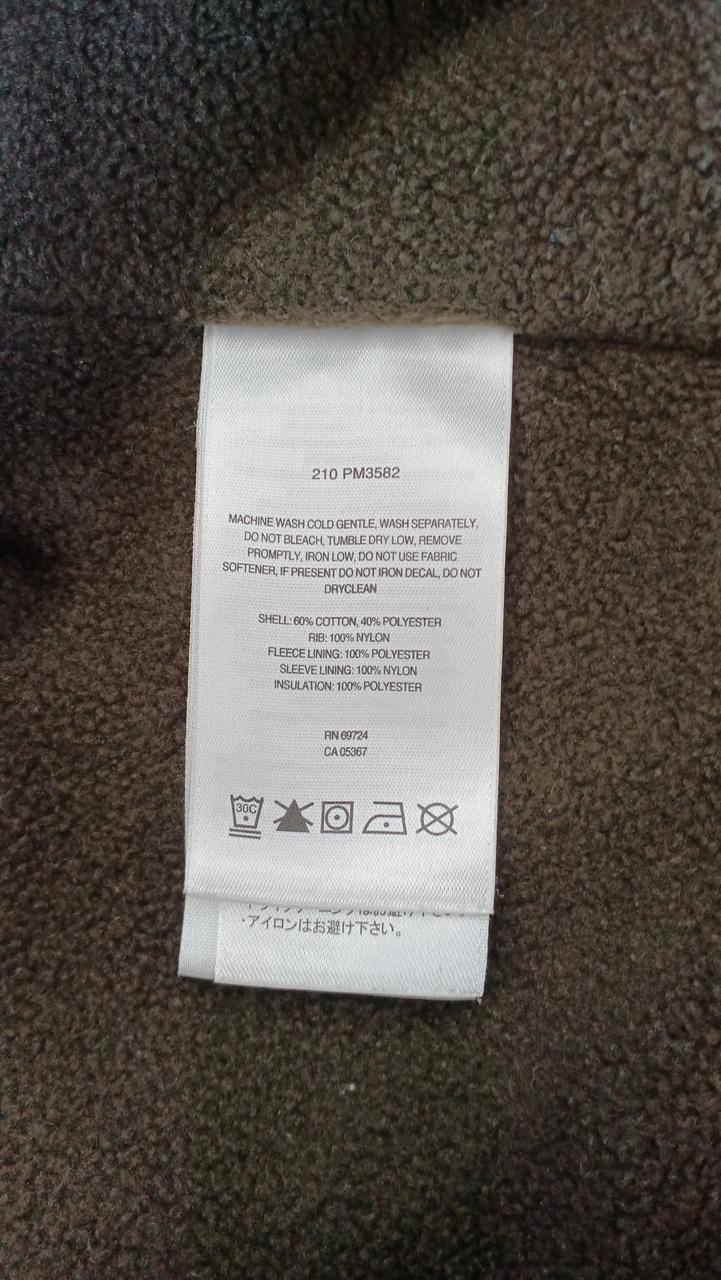 210 PM3582
MACHINE WASH COLD GENTLE, WASH SEPARATELY,
DO NOT BLEACH, TUMBLE DRY LOW, REMOVE
PROMPTLY, IRON LOW, DO NOT USE FABRIC
SOFTENER, IF PRESENT DO NOT IRON DECAL, DO NOT
DRYCLEAN
SHELL: 60% COTTON, 40% POLYESTER
RIB: 100% NYLON
FLEECE LINING: 100% POLYESTER
SLEEVE LINING: 100% NYLON
INSULATION: 100% POLYESTER
RN 69724
CA 05367
30C
・アイロンはお避け下さい。